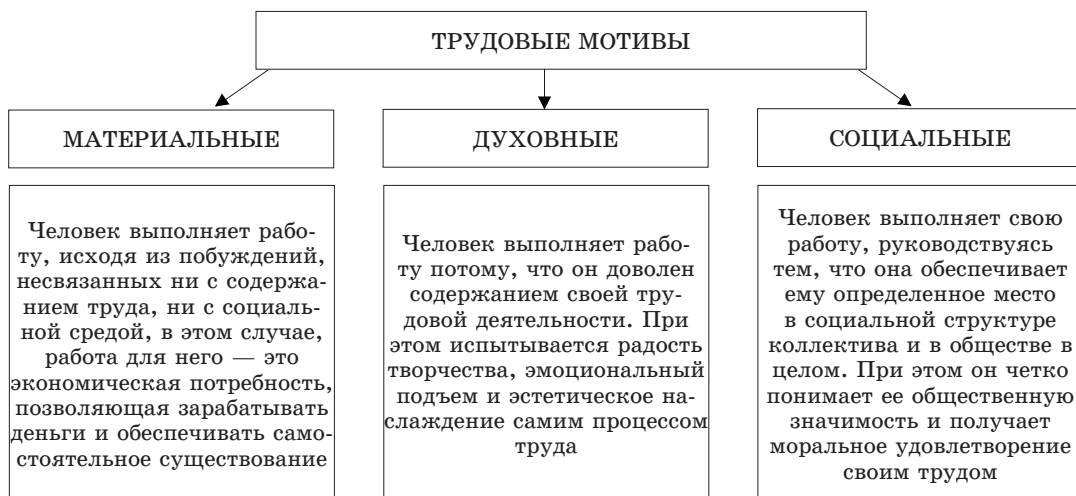 ТРУДОВЫЕ МОТИВЫ
МАТЕРИАЛЬНЫЕ
Человек выполняет рабо-
ту, исходя из побуждений,
несвязанных ни с содержа-
нием труда, ни с социаль-
ной средой, в этом случае,
работа для него — это
экономическая потребность,
позволяющая зарабатывать
деньги и обеспечивать само-
стоятельное существование
ДУХОВНЫЕ
Человек выполняет рабо-
ту потому, что он доволен
содержанием своей тру-
довой деятельности. При
этом испытывается радость
творчества, эмоциональный
подъем и эстетическое на-
слаждение самим процессом
труда
СОЦИАЛЬНЫЕ
Человек выполняет свою
работу, руководствуясь
тем, что она обеспечивает
ему определенное место
в социальной структуре
коллектива и в обществе в
целом. При этом он четко
понимает ее общественную
значимость и получает
моральное удовлетворение
своим трудом